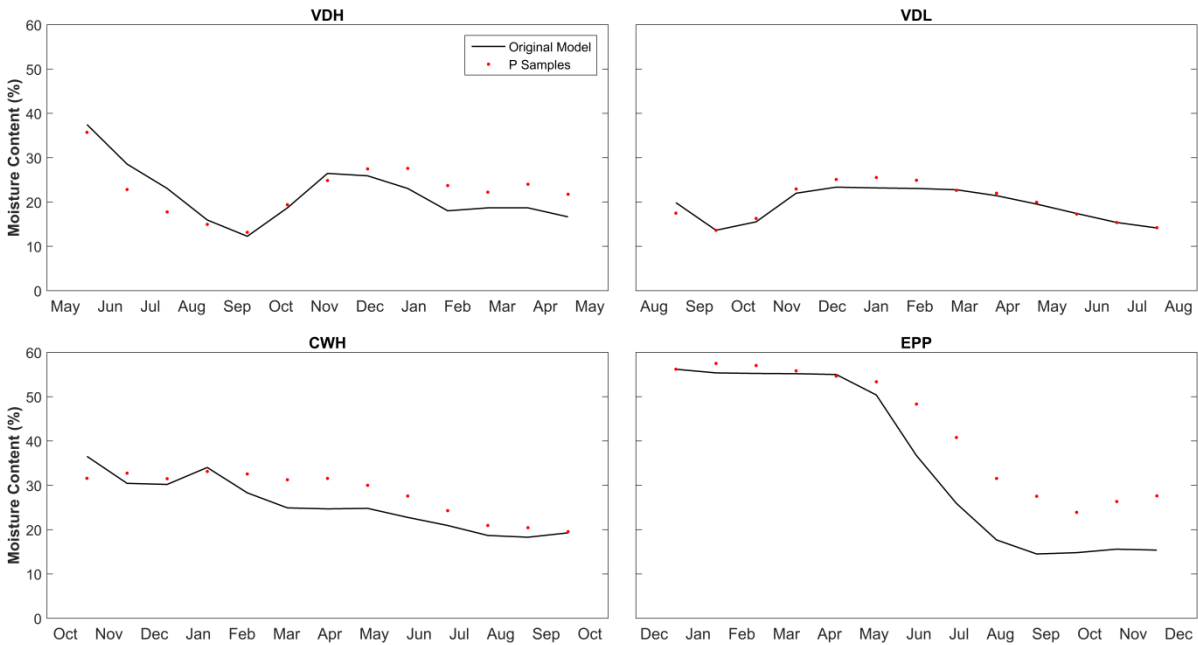 VDH
VDL
60
50
40
30
20
10
0
Moisture Content (%)
Original Model
P Samples
May Jun Jul Aug Sep Oct Nov Dec Jan Feb Mar Apr May
Aug Sep Oct Nov Dec Jan Feb Mar Apr May Jun Jul Aug
CWH
EPP
60
50
40
30
20
10
0
Moisture Content (%)
Oct Nov Dec Jan Feb Mar Apr May Jun Jul Aug Sep Oct
Dec Jan Feb Mar Apr May Jun Jul Aug Sep Oct Nov Dec